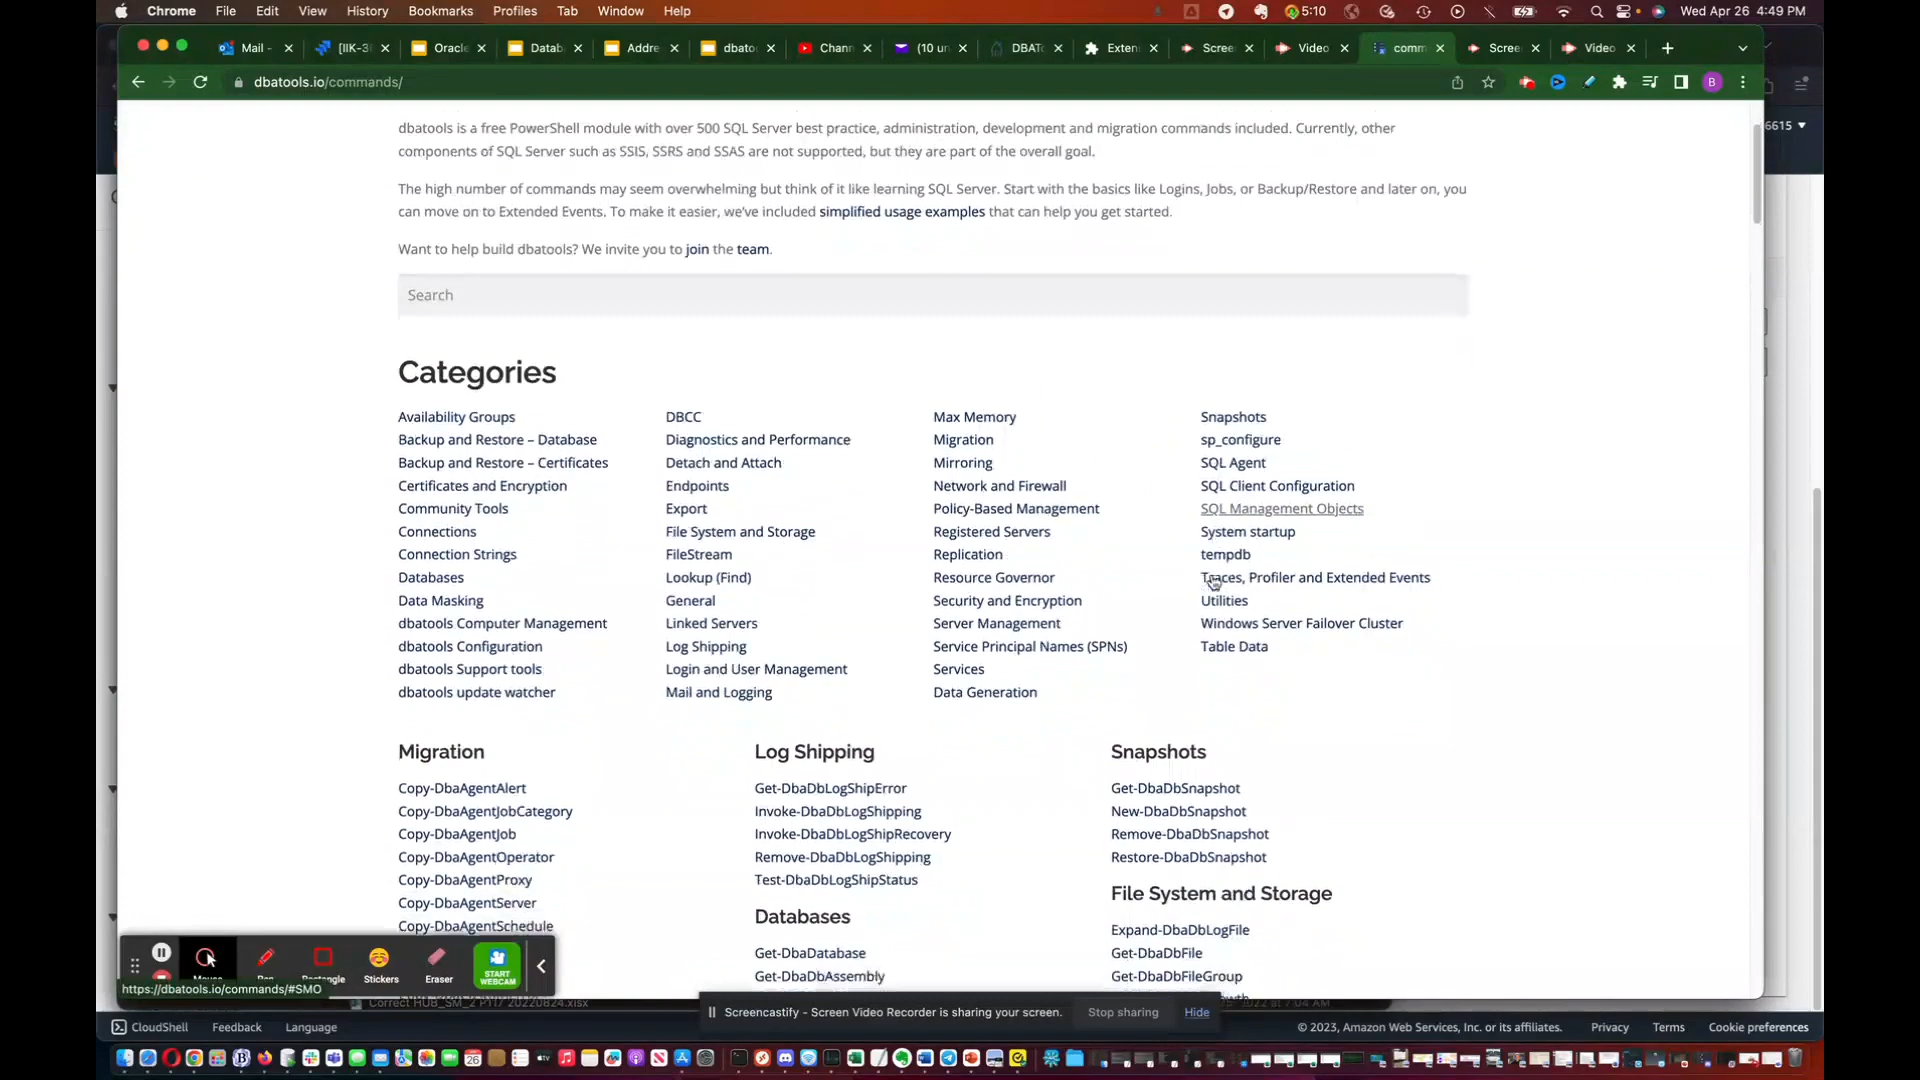 Chrome File Edit View History Bookmarks Profiles Tab Window Help 5:10 Wed Apr 26 4:49 PM
Mail - [IIK-3 Oracle Datab Addre dbatoo Chann (10 un DBATo Extens Scree Video comm Scree Video
dbatools.io/commands/
6615
dbatools is a free PowerShell module with over 500 SQL Server best practice, administration, development and migration commands included. Currently, other
components of SQL Server such as SSIS, SSRS and SSAS are not supported, but they are part of the overall goal.
The high number of commands may seem overwhelming but think of it like learning SQL Server. Start with the basics like Logins, Jobs, or Backup/Restore and later on, you
can move on to Extended Events. To make it easier, we've included simplified usage examples that can help you get started.
Want to help build dbatools? We invite you to join the team.
Search
Categories
Availability Groups
Backup and Restore – Database
Backup and Restore – Certificates
Certificates and Encryption
Community Tools
Connections
Connection Strings
Databases
Data Masking
dbatools Computer Management
dbatools Configuration
dbatools Support tools
dbatools update watcher
DBCC
Diagnostics and Performance
Detach and Attach
Endpoints
Export
File System and Storage
FileStream
Lookup (Find)
General
Linked Servers
Log Shipping
Login and User Management
Mail and Logging
Max Memory
Migration
Mirroring
Network and Firewall
Policy-Based Management
Registered Servers
Replication
Resource Governor
Security and Encryption
Server Management
Service Principal Names (SPNs)
Services
Data Generation
Snapshots
sp_configure
SQL Agent
SQL Client Configuration
SQL Management Objects
System startup
tempdb
Traces, Profiler and Extended Events
Utilities
Windows Server Failover Cluster
Table Data
Migration
Copy-DbaAgentAlert
Copy-DbaAgentJobCategory
Copy-DbaAgentJob
Copy-DbaAgentOperator
Copy-DbaAgentProxy
Copy-DbaAgentServer
Copy-DbaAgentSchedule
Log Shipping
Get-DbaDbLogShipError
Invoke-DbaDbLogShipping
Invoke-DbaDbLogShipRecovery
Remove-DbaDbLogShipping
Test-DbaDbLogShipStatus
Databases
Get-DbaDatabase
Get-DbaDbAssembly
Snapshots
Get-DbaDbSnapshot
New-DbaDbSnapshot
Remove-DbaDbSnapshot
Restore-DbaDbSnapshot
File System and Storage
Expand-DbaDbLogFile
Get-DbaDbFile
Get-DbaDbFileGroup
Mouse Pen Rectangle Stickers Eraser START WEBCAM
https://dbatools.io/commands/#SMO
Screencastify - Screen Video Recorder is sharing your screen. Stop sharing Hide
CloudShell Feedback Language © 2023, Amazon Web Services, Inc. or its affiliates. Privacy Terms Cookie preferences